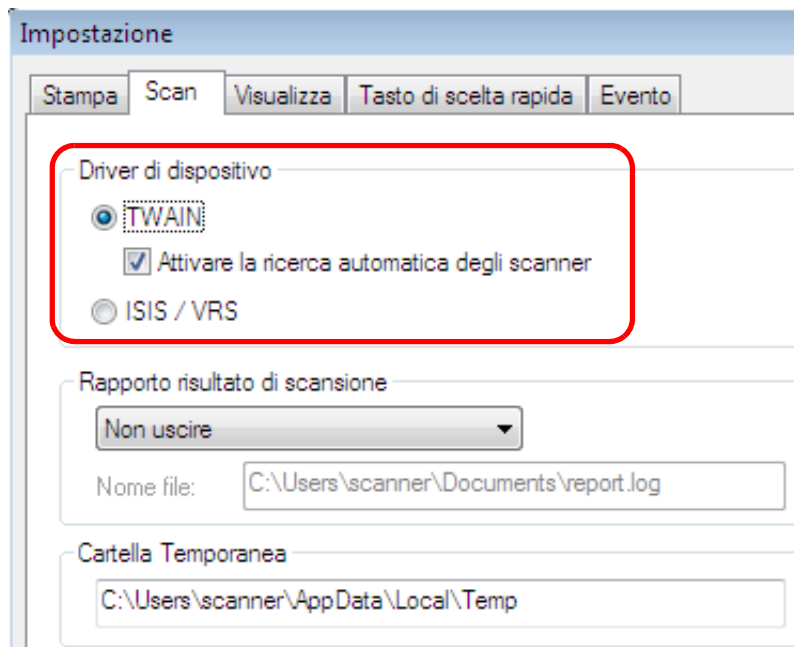 Impostazione
Stampa Scan Visualizza Tasto di scelta rapida Evento
Driver di dispositivo
TWAIN
Attivare la ricerca automatica degli scanner
ISIS / VRS
Rapporto risultato di scansione
Non uscire
Nome file: C:\Users\scanner\Documents\report.log
Cartella Temporanea
C:\Users\scanner\AppData\Local\Temp